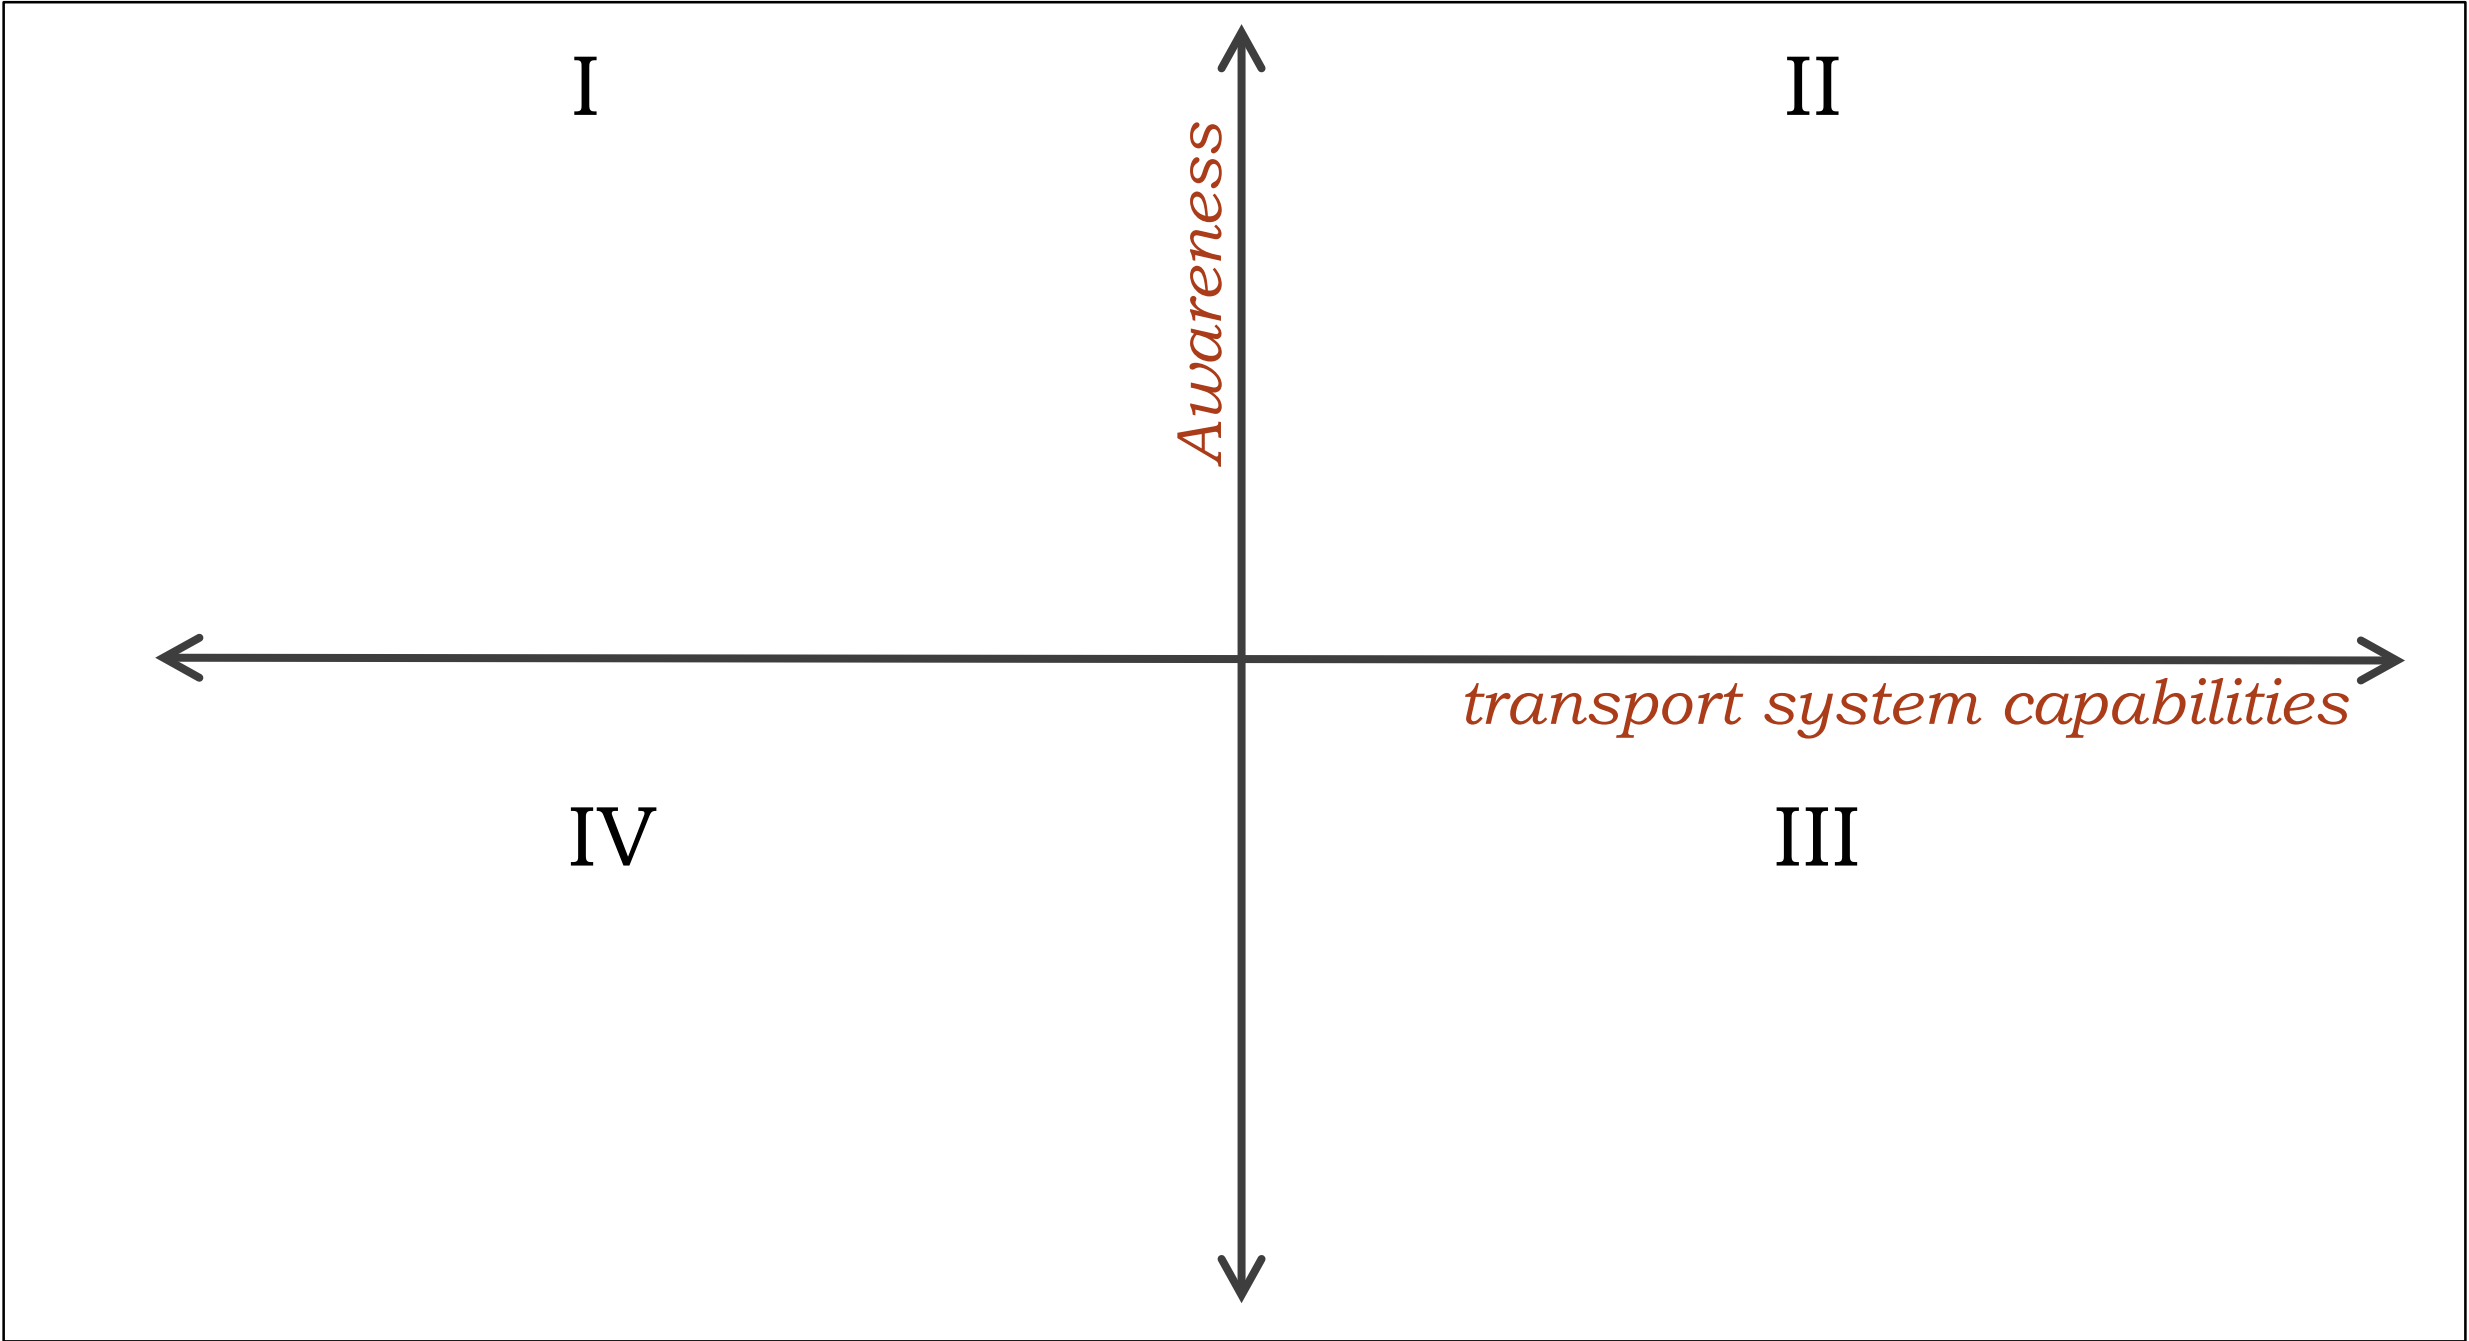 I
II
Awareness
transport system capabilities
IV
III